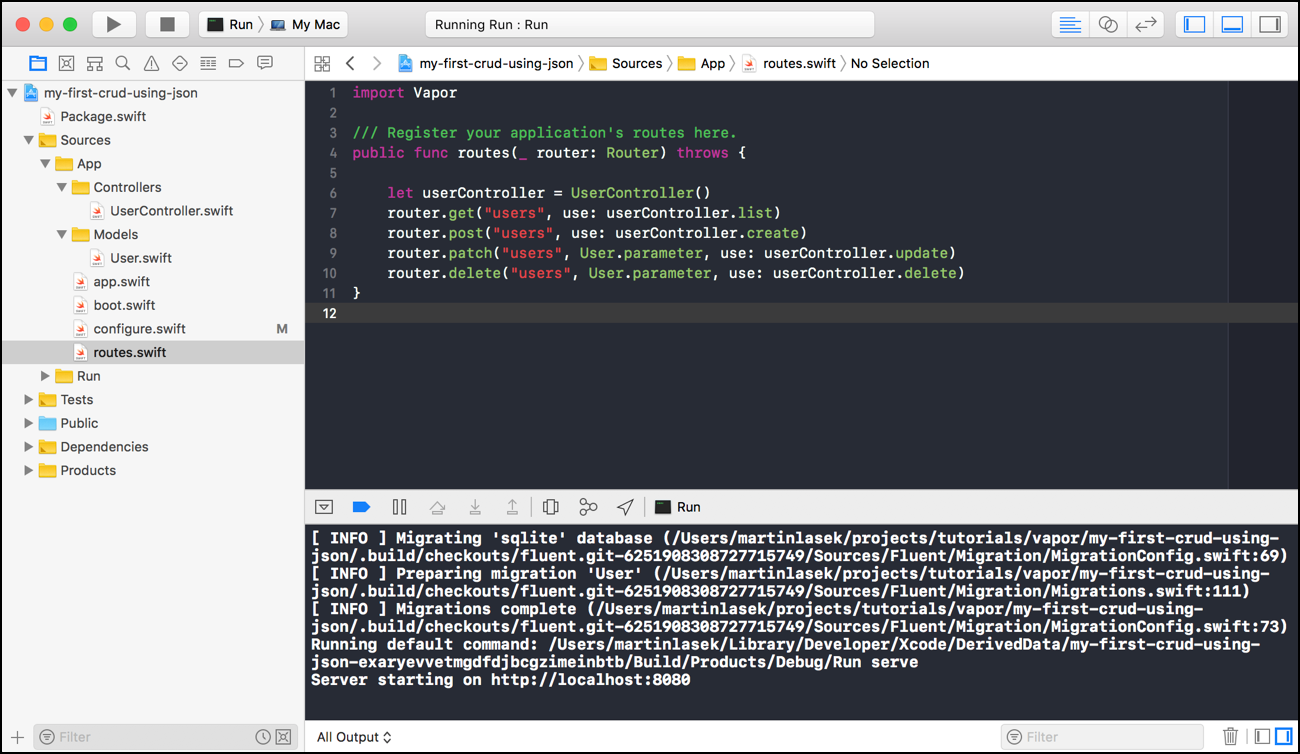 Run My Mac
Running Run : Run
my-first-crud-using-json Sources App routes.swift No Selection
my-first-crud-using-json
Package.swift
Sources
App
Controllers
UserController.swift
Models
User.swift
app.swift
boot.swift
configure.swift M
routes.swift
Run
Tests
Public
Dependencies
Products
Filter
1 import Vapor
2
3 /// Register your application's routes here.
4 public func routes(_ router: Router) throws {
5
6     let userController = UserController()
7     router.get("users", use: userController.list)
8     router.post("users", use: userController.create)
9     router.patch("users", User.parameter, use: userController.update)
10     router.delete("users", User.parameter, use: userController.delete)
11 }
12
Run
[ INFO ] Migrating 'sqlite' database (/Users/martinlasek/projects/tutorials/vapor/my-first-crud-using-
json/.build/checkouts/fluent.git-6251908308727715749/Sources/Fluent/Migration/MigrationConfig.swift:69)
[ INFO ] Preparing migration 'User' (/Users/martinlasek/projects/tutorials/vapor/my-first-crud-using-
json/.build/checkouts/fluent.git-6251908308727715749/Sources/Fluent/Migration/Migrations.swift:111)
[ INFO ] Migrations complete (/Users/martinlasek/projects/tutorials/vapor/my-first-crud-using-
json/.build/checkouts/fluent.git-6251908308727715749/Sources/Fluent/Migration/MigrationConfig.swift:73)
Running default command: /Users/martinlasek/Library/Developer/Xcode/DerivedData/my-first-crud-using-
json-exaryevvetmgdfdjbcgzimeinbtb/Build/Products/Debug/Run serve
Server starting on http://localhost:8080
All Output
Filter